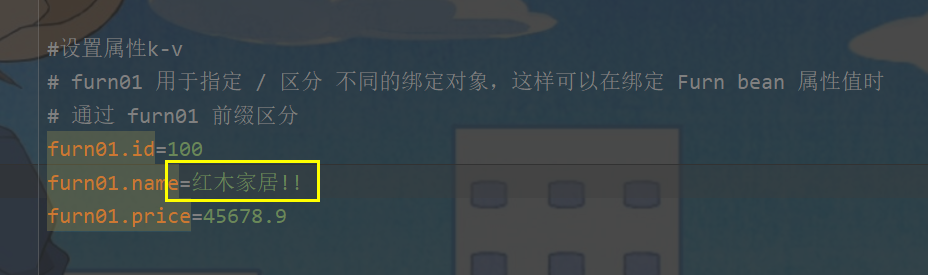 #设置属性k-v
# furn01 用于指定 / 区分 不同的绑定对象，这样可以在绑定 Furn bean 属性值时
# 通过 furn01 前缀区分
furn01.id=100
furn01.name=红木家居!!
furn01.price=45678.9